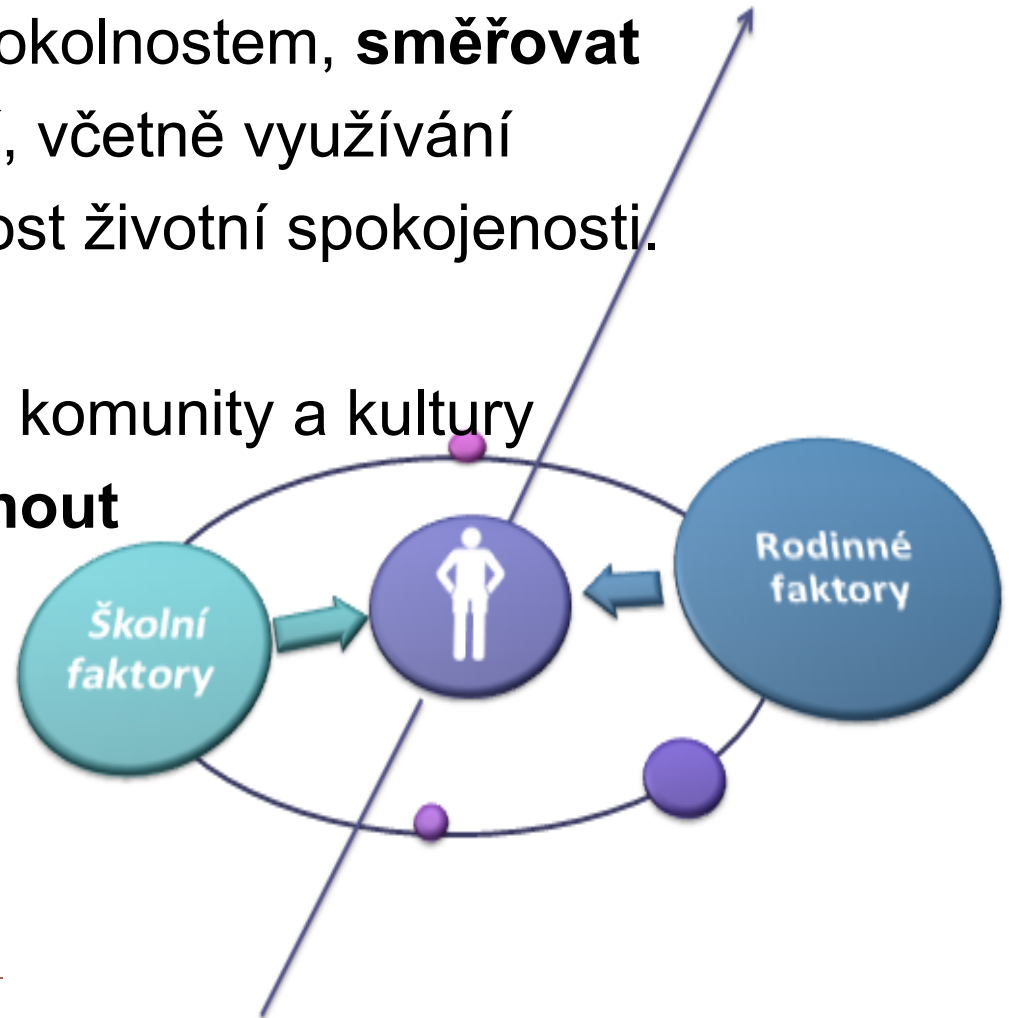 okolnostem, směřovat
, včetně využívání
ost životní spokojenosti.
komunity a kultury
nout
Rodinné
faktory
Školní
faktory